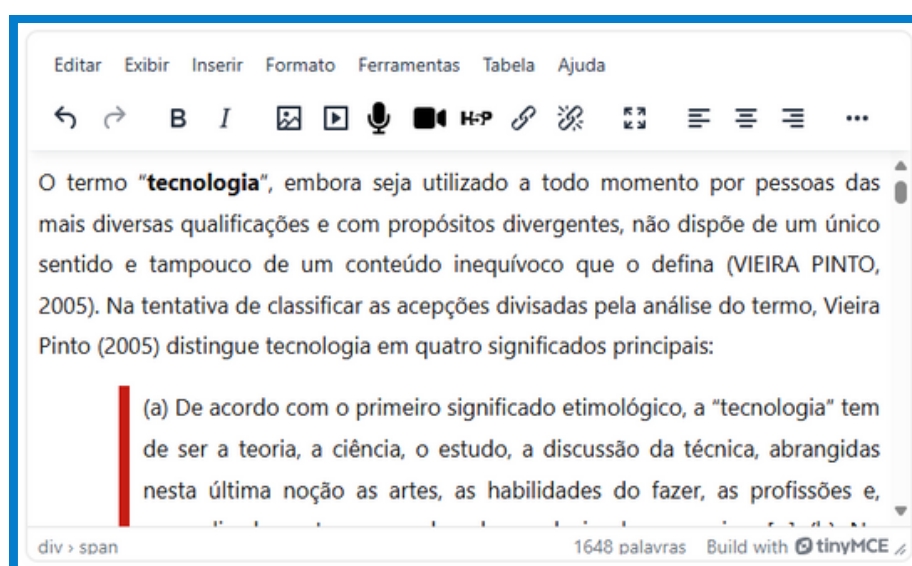 Editar Exibir Inserir Formato Ferramentas Tabela Ajuda
B I H-P
O termo “tecnologia”, embora seja utilizado a todo momento por pessoas das
mais diversas qualificações e com propósitos divergentes, não dispõe de um único
sentido e tampouco de um conteúdo inequívoco que o defina (VIEIRA PINTO,
2005). Na tentativa de classificar as acepções divisadas pela análise do termo, Vieira
Pinto (2005) distingue tecnologia em quatro significados principais:
(a) De acordo com o primeiro significado etimológico, a “tecnologia” tem
de ser a teoria, a ciência, o estudo, a discussão da técnica, abrangidas
nesta última noção as artes, as habilidades do fazer, as profissões e,
div › span 1648 palavras Build with tinyMCE